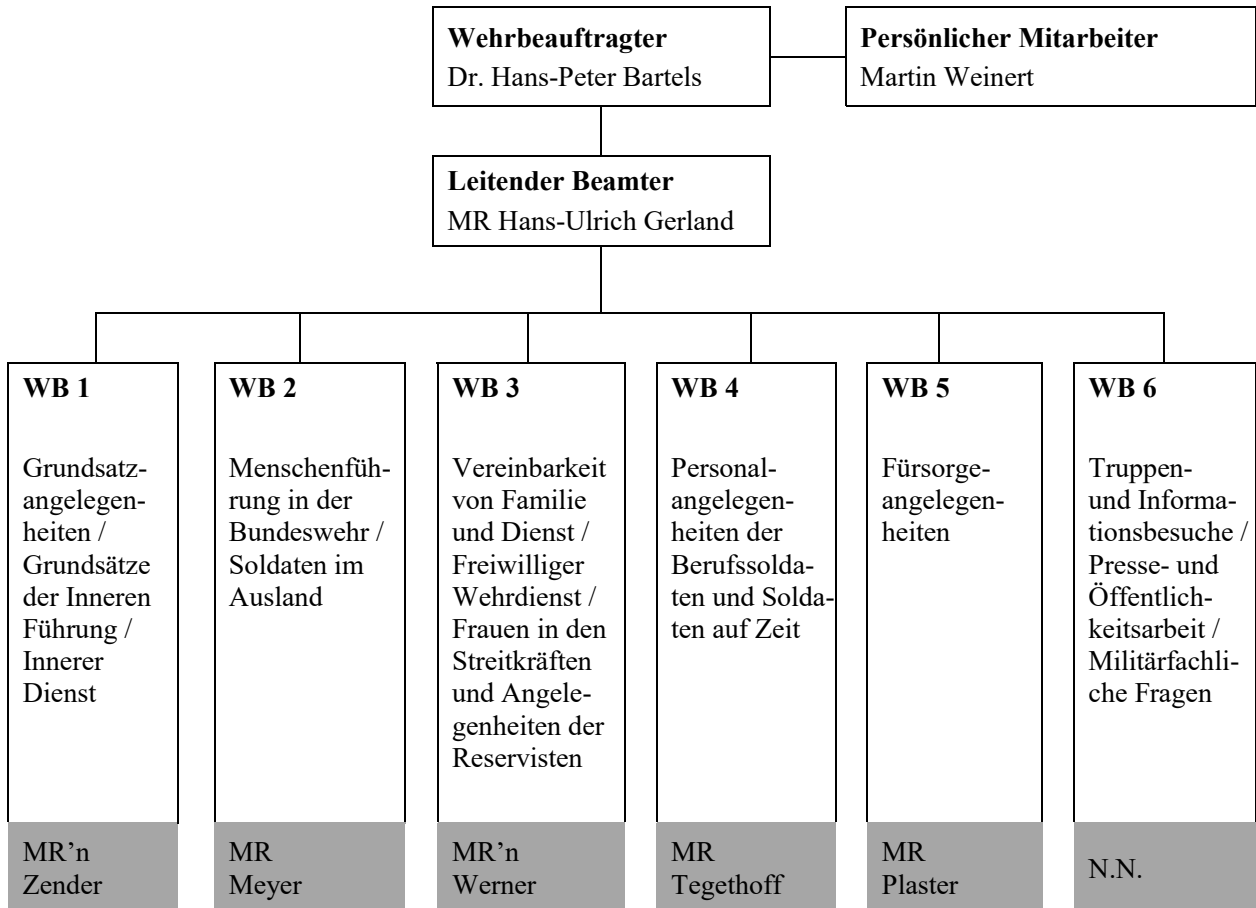 Wehrbeauftragter
Dr. Hans-Peter Bartels
Persönlicher Mitarbeiter
Martin Weinert
Leitender Beamter
MR Hans-Ulrich Gerland
WB 1
Grundsatz-
angelegen-
heiten /
Grundsätze
der Inneren
Führung /
Innerer
Dienst
MR’n
Zender
WB 2
Menschenfüh-
rung in der
Bundeswehr /
Soldaten im
Ausland
MR
Meyer
WB 3
Vereinbarkeit
von Familie
und Dienst /
Freiwilliger
Wehrdienst /
Frauen in den
Streitkräften
und Angele-
genheiten der
Reservisten
MR’n
Werner
WB 4
Personal-
angelegen-
heiten der
Berufssolda-
ten und Solda-
ten auf Zeit
MR
Tegethoff
WB 5
Fürsorge-
angelegen-
heiten
MR
Plaster
WB 6
Truppen-
und Informa-
tionsbesuche /
Presse- und
Öffentlich-
keitsarbeit /
Militärfachli-
che Fragen
N.N.